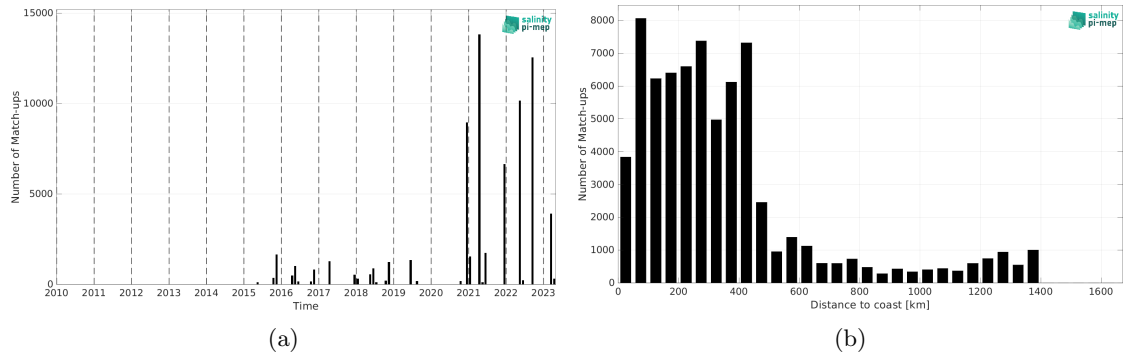 salinity
pi-mep
15000
10000
5000
0
Number of Match-ups
2010 2011 2012 2013 2014 2015 2016 2017 2018 2019 2020 2021 2022 2023
Time
(a)
salinity
pi-mep
8000
7000
6000
5000
4000
3000
2000
1000
0
Number of Match-ups
0 200 400 600 800 1000 1200 1400 1600
Distance to coast [km]
(b)